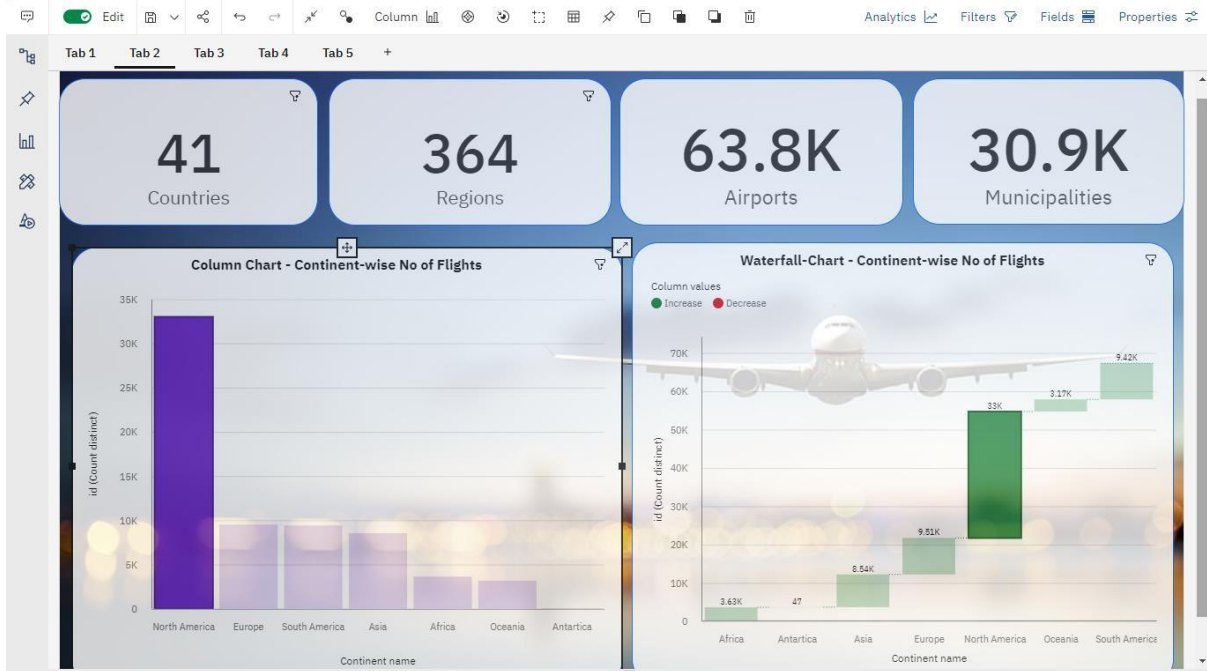 Edit
Column
Analytics
Filters
Fields
Properties
Tab 1
Tab 2
Tab 3
Tab 4
Tab 5
+
41
Countries
364
Regions
63.8K
Airports
30.9K
Municipalities
Column Chart - Continent-wise No of Flights
35K
30K
25K
20K
15K
10K
5K
0
id (Count distinct)
North America
Europe
South America
Asia
Africa
Oceania
Antartica
Continent name
Waterfall-Chart - Continent-wise No of Flights
Column values
Increase
Decrease
70K
60K
50K
40K
30K
20K
10K
0
id (Count distinct)
3.63K
47
8.54K
9.51K
33K
3.17K
9.42K
Africa
Antartica
Asia
Europe
North America
Oceania
South America
Continent name